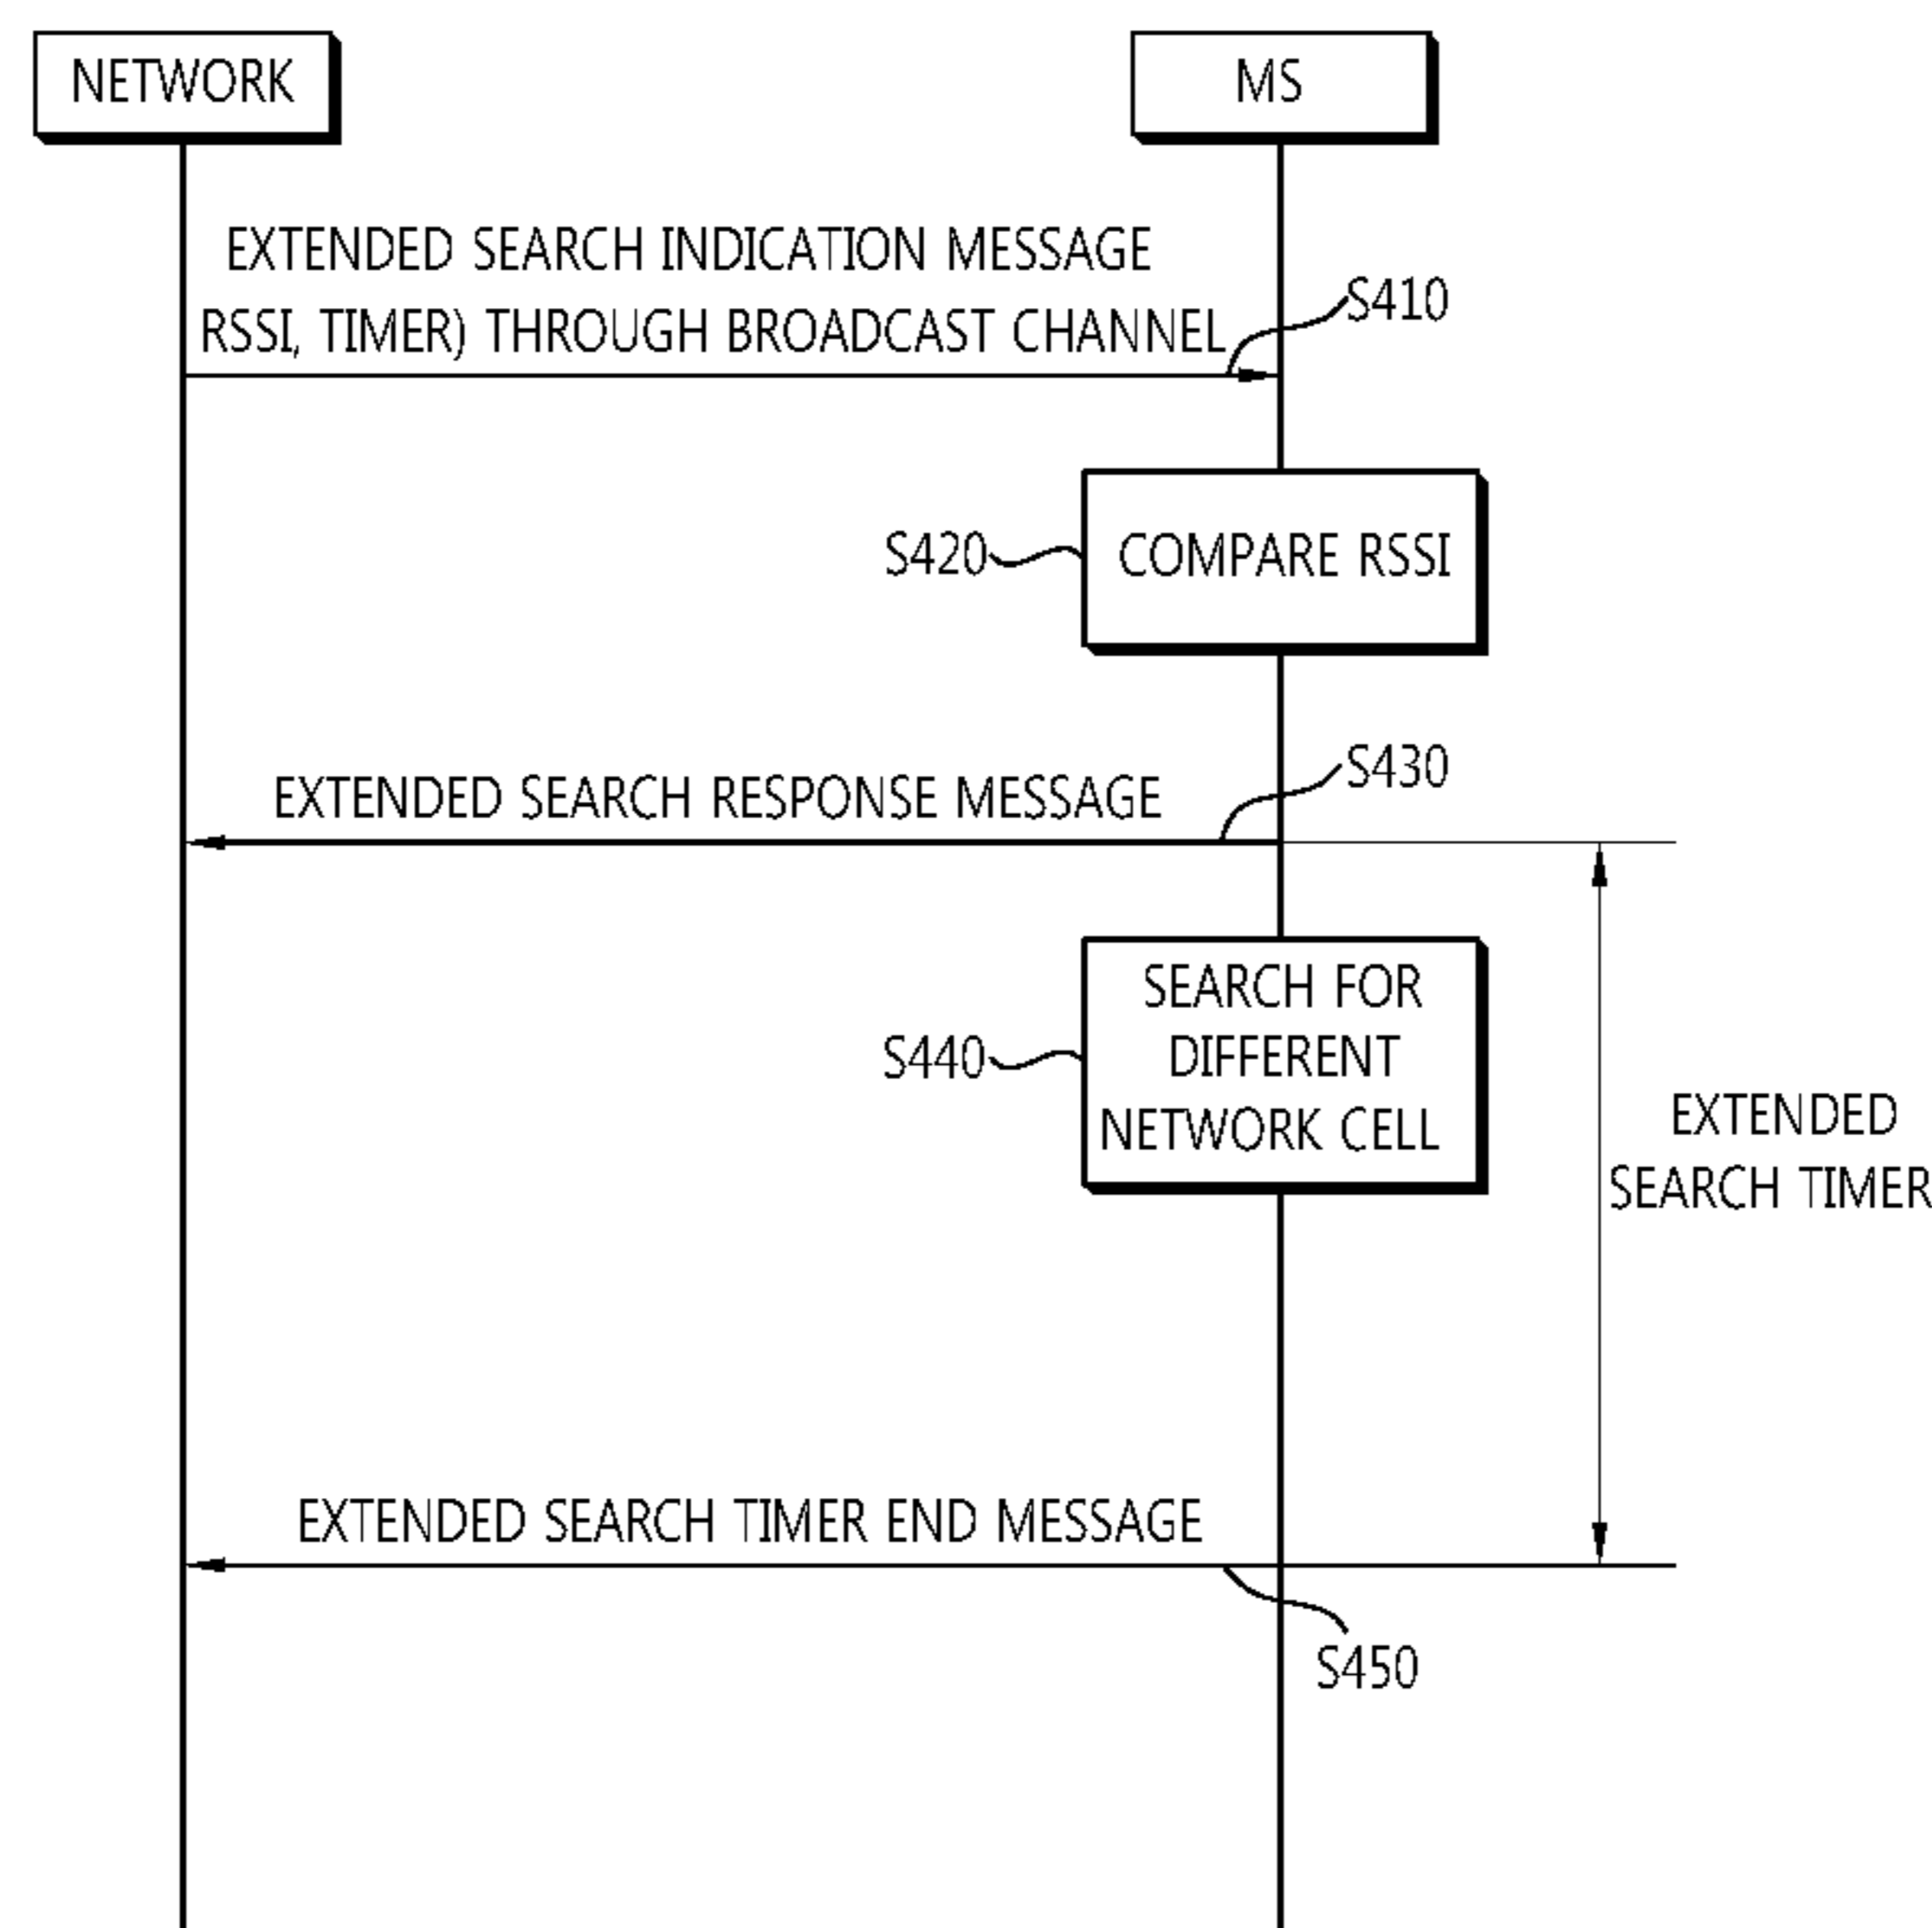 NETWORK
MS
EXTENDED SEARCH INDICATION MESSAGE
RSSI, TIMER) THROUGH BROADCAST CHANNEL
S410
COMPARE RSSI
S420
S430
EXTENDED SEARCH RESPONSE MESSAGE
SEARCH FOR
DIFFERENT
NETWORK CELL
S440
EXTENDED
SEARCH TIMER
EXTENDED SEARCH TIMER END MESSAGE
S450